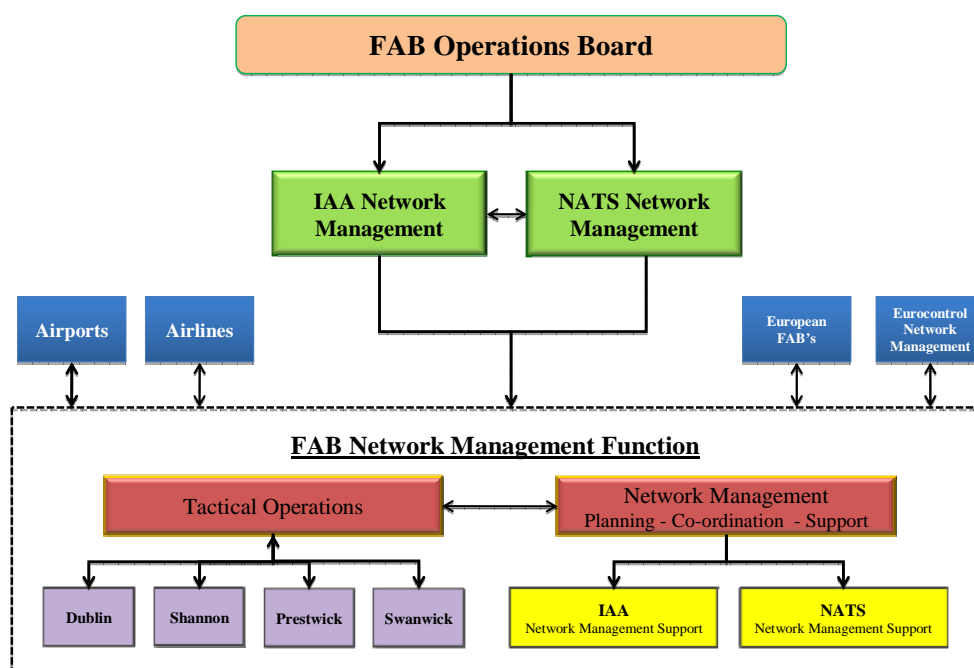 FAB Operations Board
IAA Network
Management
NATS Network
Management
Airports
Airlines
European
FAB's
Eurocontrol
Network
Management
FAB Network Management Function
Tactical Operations
Network Management
Planning - Co-ordination - Support
Dublin
Shannon
Prestwick
Swanwick
IAA
Network Management Support
NATS
Network Management Support